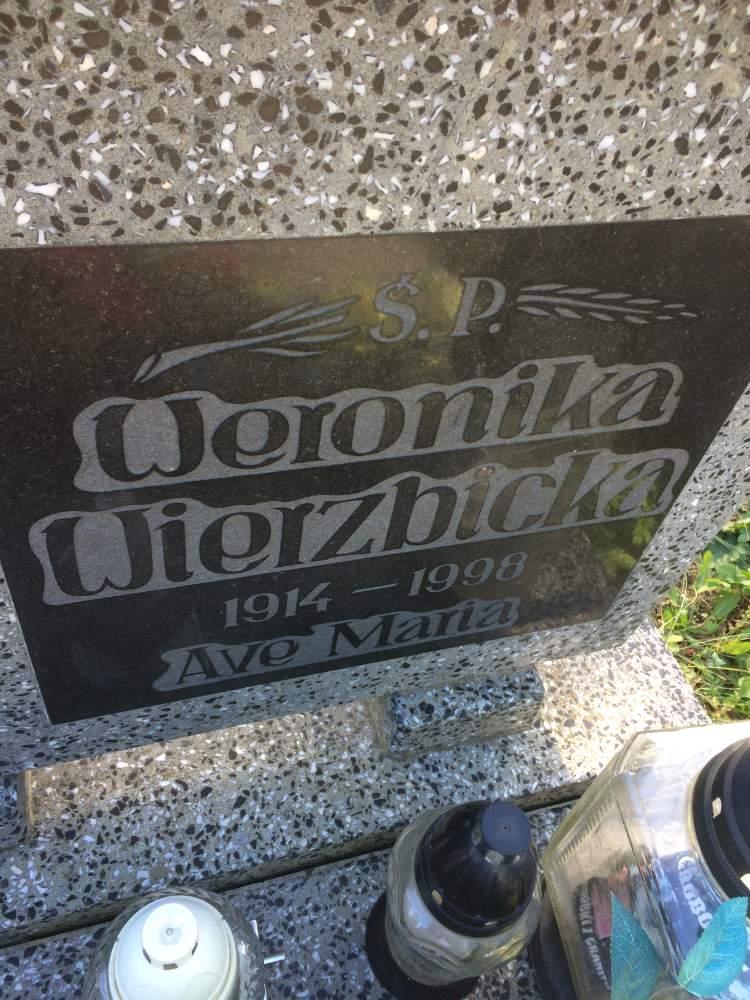 Ś. P.
Weronika
Wierzbicka
1914 – 1998
Ave Maria